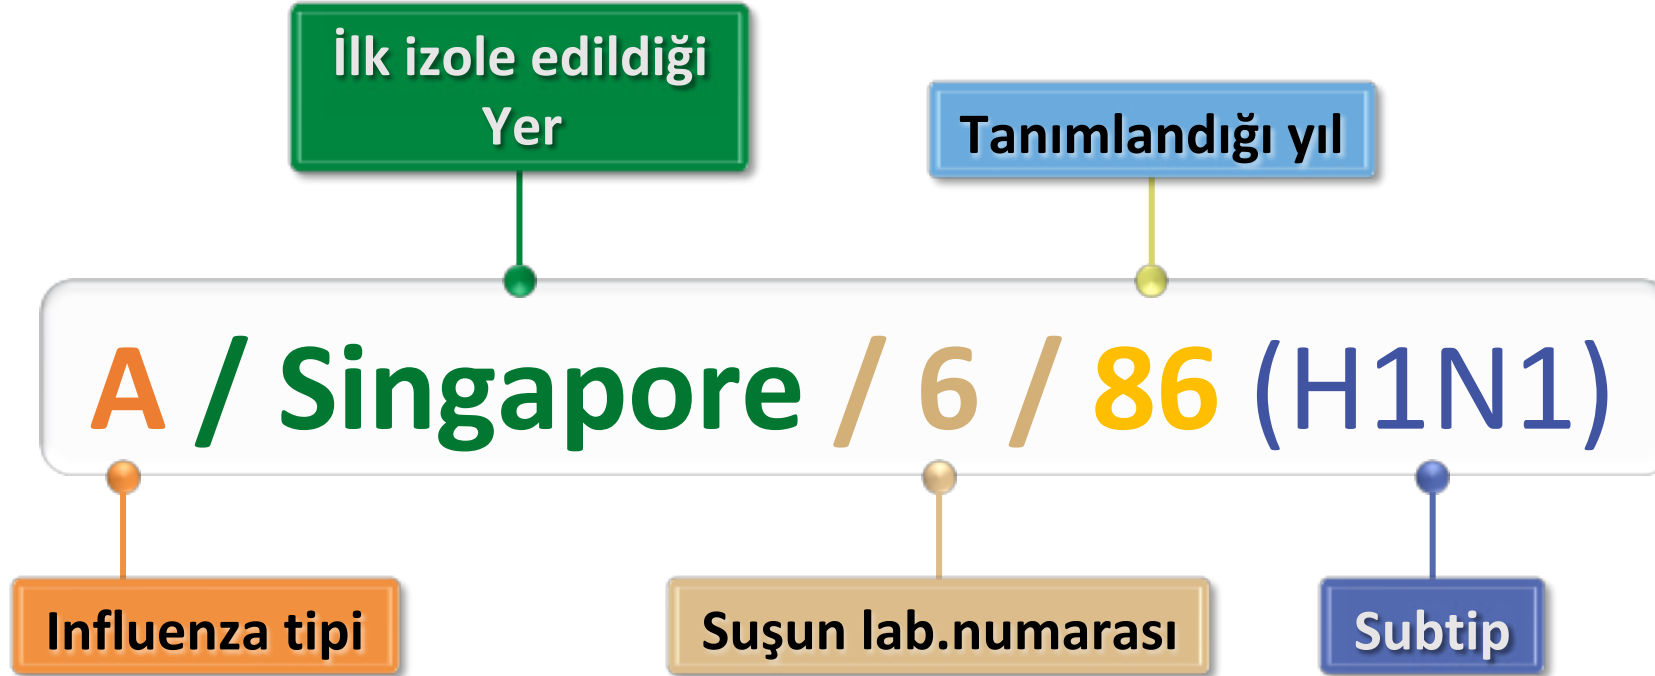 İlk izole edildiği
Yer
Tanımlandığı yıl
A / Singapore / 6 / 86 (H1N1)
Influenza tipi
Suşun lab.numarası
Subtip